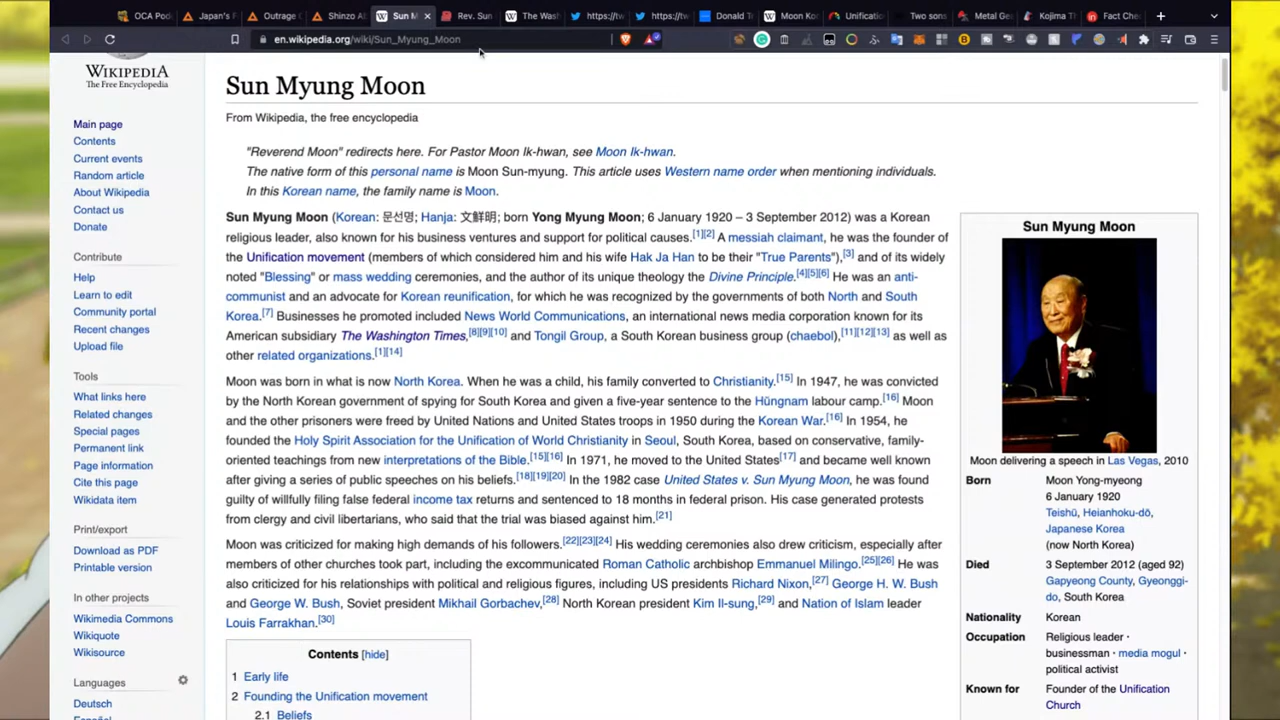 OCA Pod
Japan's F
Outrage
Shinzo Al
Sun M
Rev. Sun
The Wash
https://tw
https://tw
Donald T
Moon Ko
Unificati
Two sons
Metal Ge
Kojima Th
Fact Chec
en.wikipedia.org/wiki/Sun_Myung_Moon
WIKIPEDIA
The Free Encyclopedia
Main page
Contents
Current events
Random article
About Wikipedia
Contact us
Donate
Contribute
Help
Learn to edit
Community portal
Recent changes
Upload file
Tools
What links here
Related changes
Special pages
Permanent link
Page information
Cite this page
Wikidata item
Print/export
Download as PDF
Printable version
In other projects
Wikimedia Commons
Wikiquote
Wikisource
Languages
Deutsch
Sun Myung Moon
From Wikipedia, the free encyclopedia
"Reverend Moon" redirects here. For Pastor Moon Ik-hwan, see Moon Ik-hwan.
The native form of this personal name is Moon Sun-myung. This article uses Western name order when mentioning individuals.
In this Korean name, the family name is Moon.
Sun Myung Moon (Korean: 문선명; Hanja: 文鮮明; born Yong Myung Moon; 6 January 1920 – 3 September 2012) was a Korean
religious leader, also known for his business ventures and support for political causes.[1][2] A messiah claimant, he was the founder of
the Unification movement (members of which considered him and his wife Hak Ja Han to be their "True Parents"),[3] and of its widely
noted "Blessing" or mass wedding ceremonies, and the author of its unique theology the Divine Principle.[4][5][6] He was an anti-
communist and an advocate for Korean reunification, for which he was recognized by the governments of both North and South
Korea.[7] Businesses he promoted included News World Communications, an international news media corporation known for its
American subsidiary The Washington Times,[8][9][10] and Tongil Group, a South Korean business group (chaebol),[11][12][13] as well as
other related organizations.[1][14]
Moon was born in what is now North Korea. When he was a child, his family converted to Christianity.[15] In 1947, he was convicted
by the North Korean government of spying for South Korea and given a five-year sentence to the Hŭngnam labour camp.[16] Moon
and the other prisoners were freed by United Nations and United States troops in 1950 during the Korean War.[16] In 1954, he
founded the Holy Spirit Association for the Unification of World Christianity in Seoul, South Korea, based on conservative, family-
oriented teachings from new interpretations of the Bible.[15][16] In 1971, he moved to the United States[17] and became well known
after giving a series of public speeches on his beliefs.[18][19][20] In the 1982 case United States v. Sun Myung Moon, he was found
guilty of willfully filing false federal income tax returns and sentenced to 18 months in federal prison. His case generated protests
from clergy and civil libertarians, who said that the trial was biased against him.[21]
Moon was criticized for making high demands of his followers.[22][23][24] His wedding ceremonies also drew criticism, especially after
members of other churches took part, including the excommunicated Roman Catholic archbishop Emmanuel Milingo.[25][26] He was
also criticized for his relationships with political and religious figures, including US presidents Richard Nixon,[27] George H. W. Bush
and George W. Bush, Soviet president Mikhail Gorbachev,[28] North Korean president Kim Il-sung,[29] and Nation of Islam leader
Louis Farrakhan.[30]
Contents [hide]
1 Early life
2 Founding the Unification movement
2.1 Beliefs
Sun Myung Moon
Moon delivering a speech in Las Vegas, 2010
Born Yong Myung-yeong
6 January 1920
Teishū, Heianhoku-dō,
Japanese Korea
(now North Korea)
Died 3 September 2012 (aged 92)
Gapyeong County, Gyeonggi-
do, South Korea
Nationality Korean
Occupation Religious leader ·
businessman · media mogul ·
political activist
Known for Founder of the Unification
Church